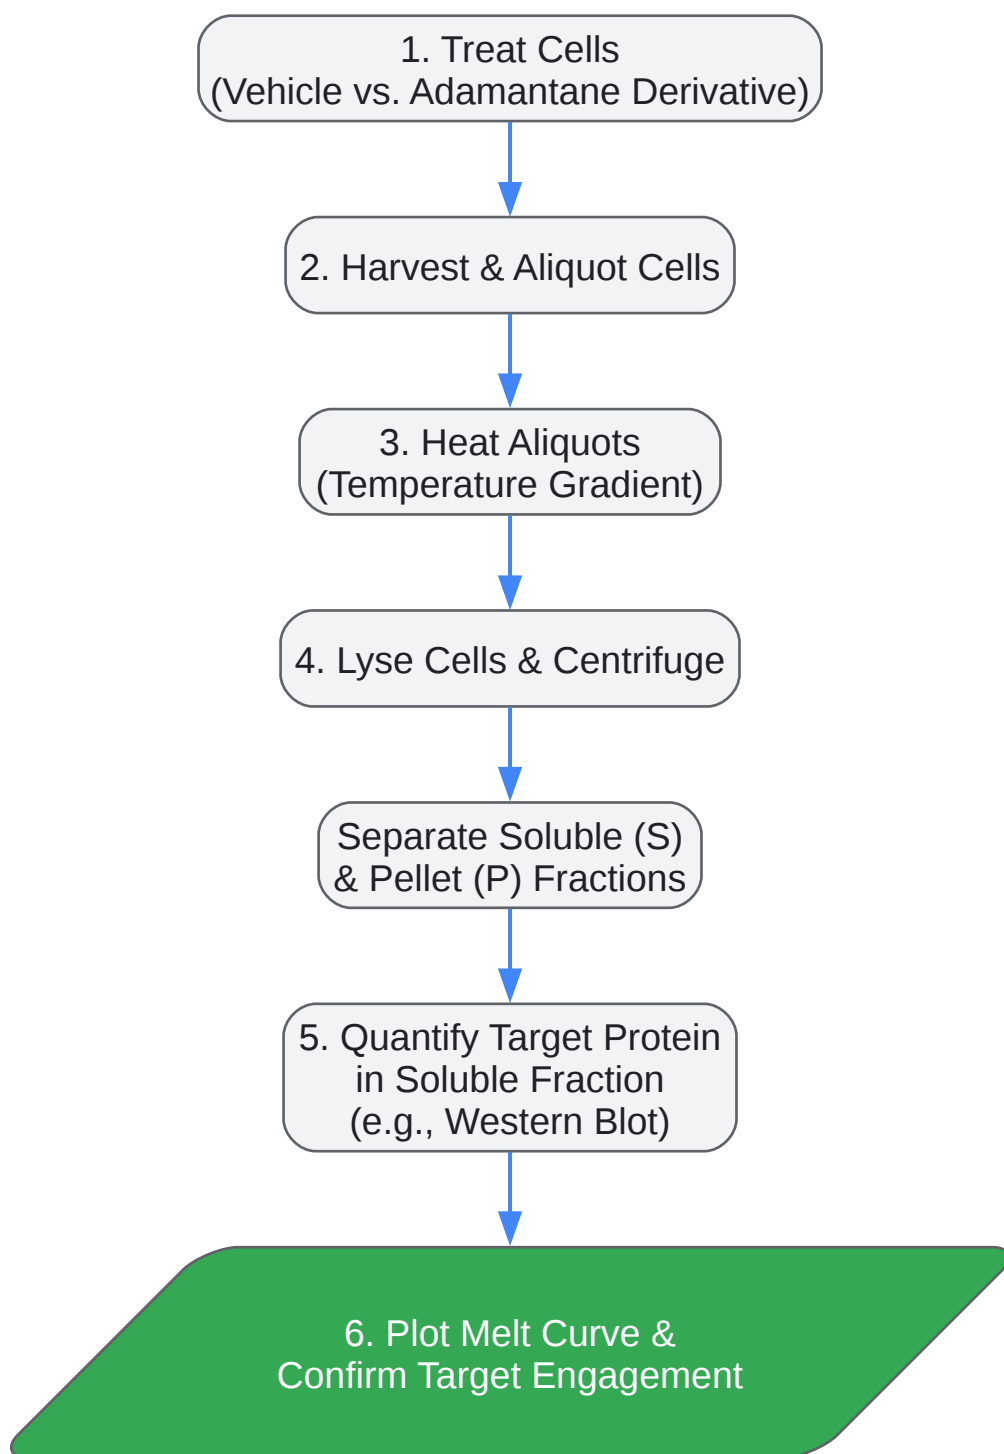 1. Treat Cells
(Vehicle vs. Adamantane Derivative)
2. Harvest & Aliquot Cells
3. Heat Aliquots
(Temperature Gradient)
4. Lyse Cells & Centrifuge
Separate Soluble (S)
& Pellet (P) Fractions
5. Quantify Target Protein
in Soluble Fraction
(e.g., Western Blot)
6. Plot Melt Curve &
Confirm Target Engagement